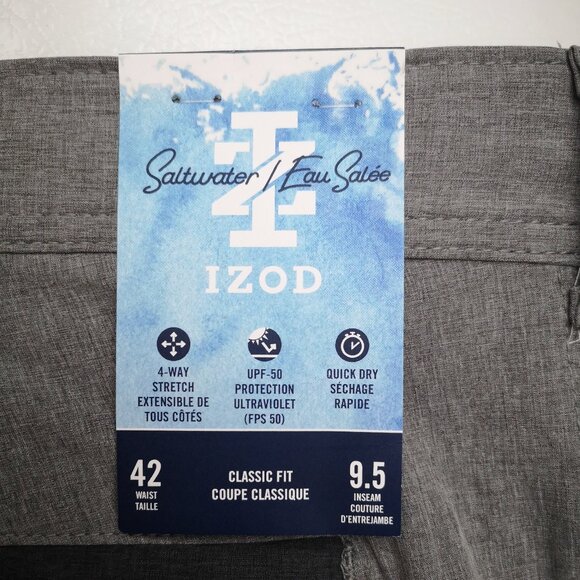 Saltwater / Eau Salée
IZ
IZOD
4-WAY
STRETCH
EXTENSIBLE DE
TOUS CÔTÉS
UPF-50
PROTECTION
ULTRAVIOLET
(FPS 50)
QUICK DRY
SÉCHAGE
RAPIDE
42
WAIST
TAILLE
CLASSIC FIT
COUPE CLASSIQUE
9.5
INSEAM
COUTURE
D'ENTREJAMBE